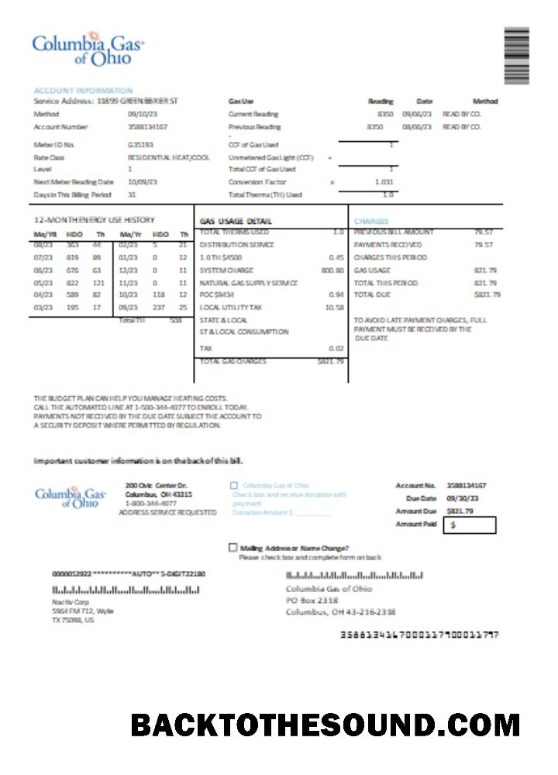 Columbia Gas
of Ohio
ACCOUNT INFORMATION
Service Address: 11899 GREENBRIER ST
Gas Use Reading Date Method
Method 09/10/23
Current Reading 8350 09/06/23 READ BY CO.
Account Number 3588134167
Previous Reading 8350 08/06/23 READ BY CO.
Meter ID No. G35193
CCF of Gas Used 1
Rate Class RESIDENTIAL HEAT/COOL
Unmetered Gas Light (CCF) +
Level 1
Total CCF of Gas Used 1
Next Meter Reading Date 10/09/23
Conversion Factor x 1.031
Days in This Billing Period 31
Total Therms (TH) Used 1.0
12-MONTH ENERGY USE HISTORY
Mo/YR HDO Th Mo/Yr HDO Th
08/23 363 44 02/23 5 21
07/23 819 89 01/23 0 12
06/23 676 63 12/23 0 11
05/23 822 121 11/23 0 11
04/23 589 82 10/23 118 12
03/23 195 17 09/23 237 25
Total TH 508
GAS USAGE DETAIL
TOTAL THERMS USED 1.0
DISTRIBUTION SERVICE
1.0 TH $4500 0.45
SYSTEM CHARGE 800.80
NATURAL GAS SUPPLY SERVICE
POC $9434 0.94
LOCAL UTILITY TAX 10.58
STATE & LOCAL
ST & LOCAL CONSUMPTION
TAX 0.02
TOTAL GAS CHARGES $821.79
CHARGES
PREVIOUS BILL AMOUNT 79.57
PAYMENTS RECEIVED 79.57
CHARGES THIS PERIOD
GAS USAGE 821.79
TOTAL THIS PERIOD 821.79
TOTAL DUE $821.79
TO AVOID LATE PAYMENT CHARGES, FULL
PAYMENT MUST BE RECEIVED BY THE
DUE DATE
THE BUDGET PLAN CAN HELP YOU MANAGE HEATING COSTS.
CALL THE AUTOMATED LINE AT 1-500-344-4077 TO ENROLL TODAY.
PAYMENTS NOT RECEIVED BY THE DUE DATE SUBJECT THE ACCOUNT TO
A SECURITY DEPOSIT WHERE PERMITTED BY REGULATION.
Important customer information is on the back of this bill.
Columbia Gas
of Ohio
200 Civic Center Dr.
Columbus, OH 43215
1-800-344-4077
ADDRESS SERVICE REQUESTED
Columbia Gas of Ohio
Check box and receive donation with
payment
Donation Amount $ ________
Account No. 3588134167
Due Date 09/30/23
Amount Due $821.79
Amount Paid $
Mailing Address or Name Change?
Please check box and complete form on back
0000052922 **********AUTO** 5-DIGIT 22180
Nactiv Corp
5964 FM 712, Wylie
TX 75098, US
Columbia Gas of Ohio
PO Box 2318
Columbus, OH 43-216-2318
BACKTOTHESOUND.COM